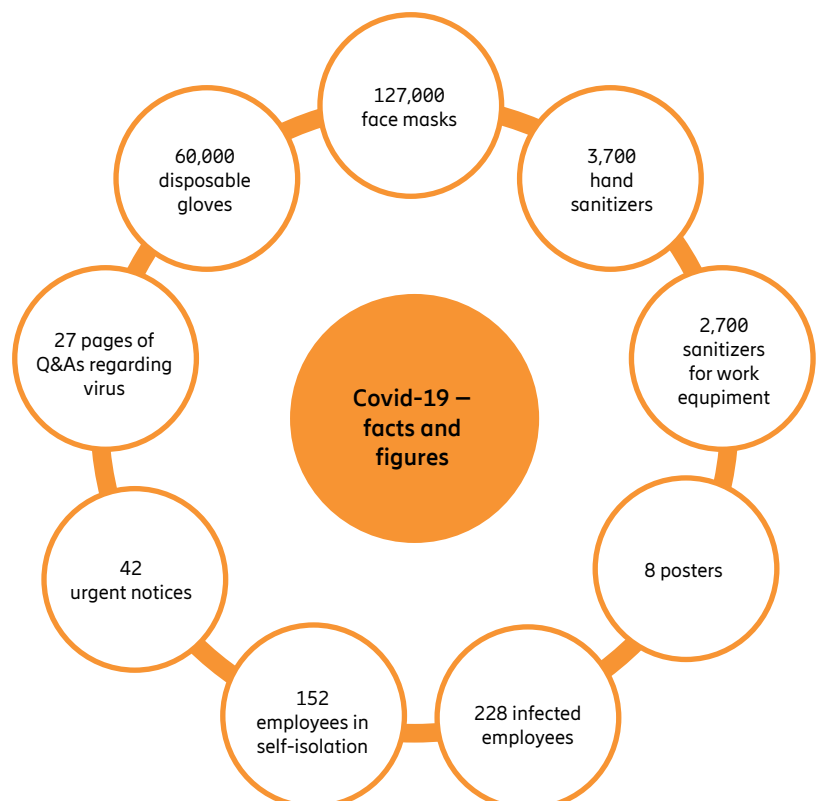 127,000
face masks
3,700
hand
sanitizers
2,700
sanitizers
for work
equpiment
8 posters
228 infected
employees
152
employees in
self-isolation
42
urgent notices
27 pages of
Q&As regarding
virus
60,000
disposable
gloves
Covid-19 –
facts and
figures